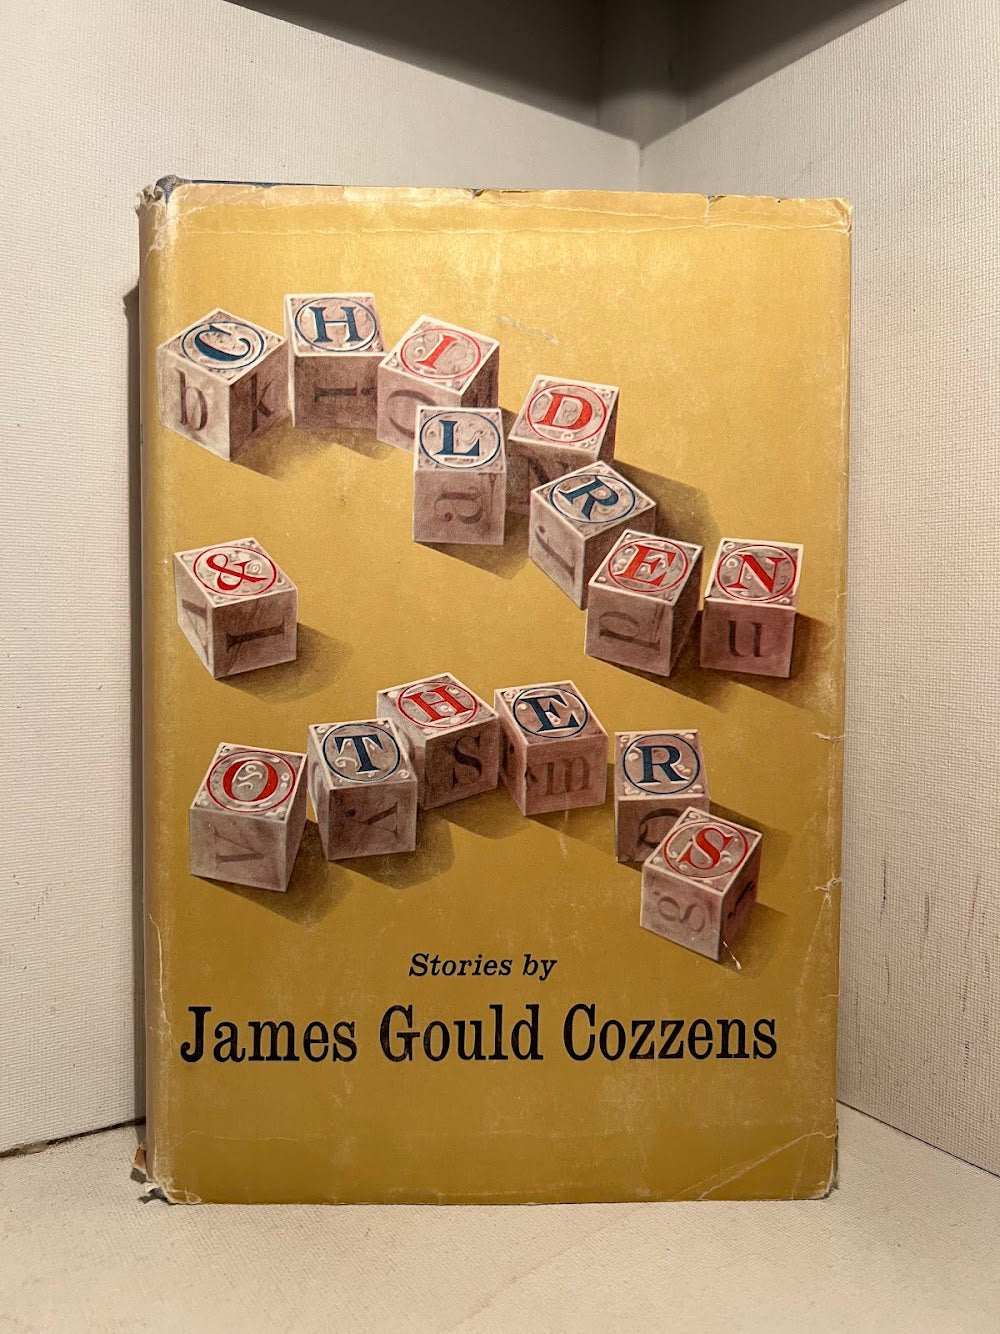 CHILDREN
&
OTHERS
Stories by
James Gould Cozzens